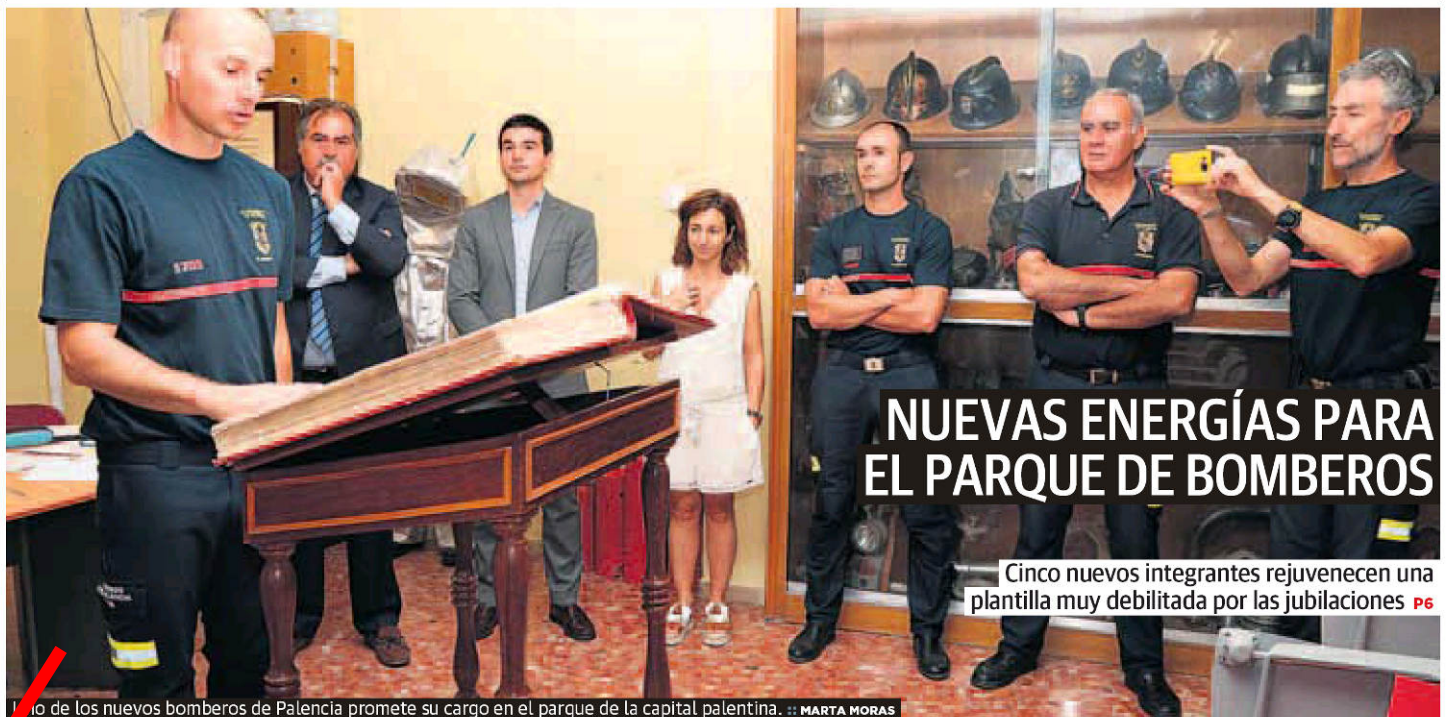 NUEVAS ENERGÍAS PARA
EL PARQUE DE BOMBEROS
Cinco nuevos integrantes rejuvenecen una
plantilla muy debilitada por las jubilaciones P6
de los nuevos bomberos de Palencia promete su cargo en el parque de la capital palentina. :: MARTA MORAS